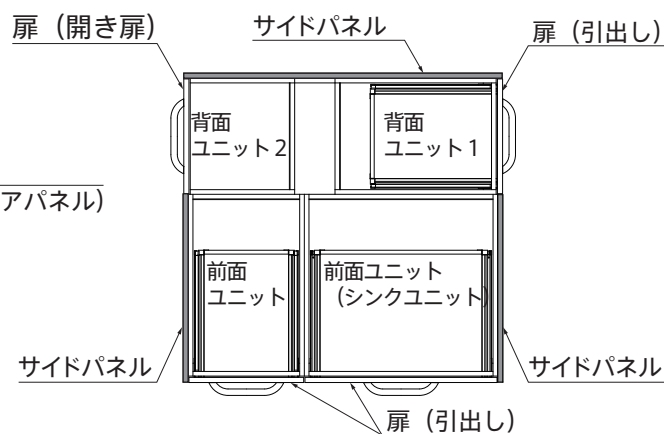 扉（開き扉）
サイドパネル
扉（引出し）
背面
ユニット2
背面
ユニット1
アパネル）
前面
ユニット
前面ユニット
（シンクユニット）
サイドパネル
サイドパネル
扉（引出し）